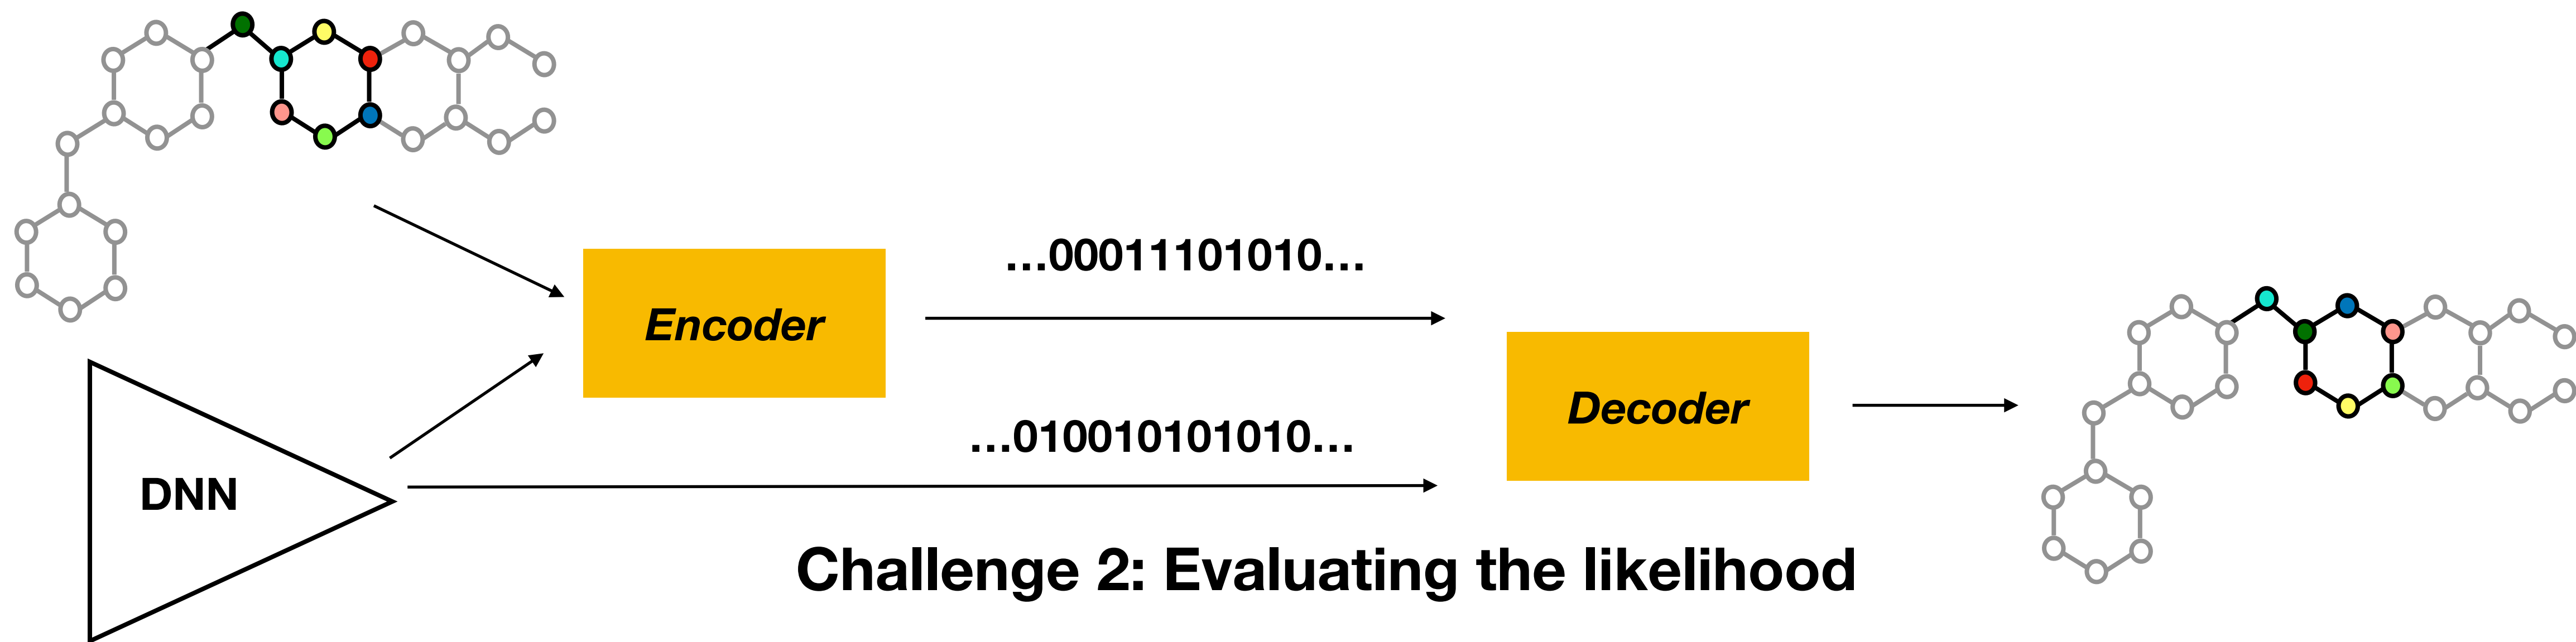 …00011101010…
Encoder
Decoder
…010010101010…
DNN
Challenge 2: Evaluating the likelihood